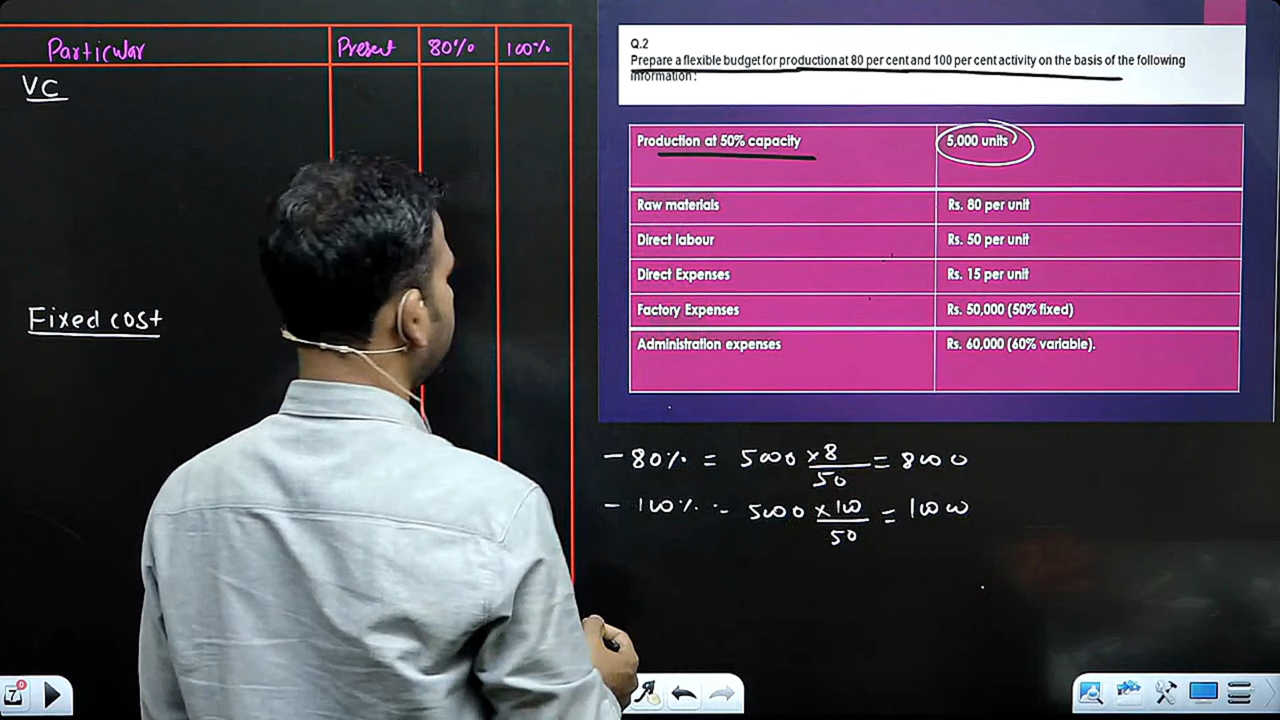 Particular Present 80% 100%
VC
Fixed cost
Q.2
Prepare a flexible budget for production at 80 per cent and 100 per cent activity on the basis of the following
information :
Production at 50% capacity 5,000 units
Raw materials Rs. 80 per unit
Direct labour Rs. 50 per unit
Direct Expenses Rs. 15 per unit
Factory Expenses Rs. 50,000 (50% fixed)
Administration expenses Rs. 60,000 (60% variable).
- 80% = 5000 × 8/50 = 8000
- 100% - 5000 × 100/50 = 1000
7 0